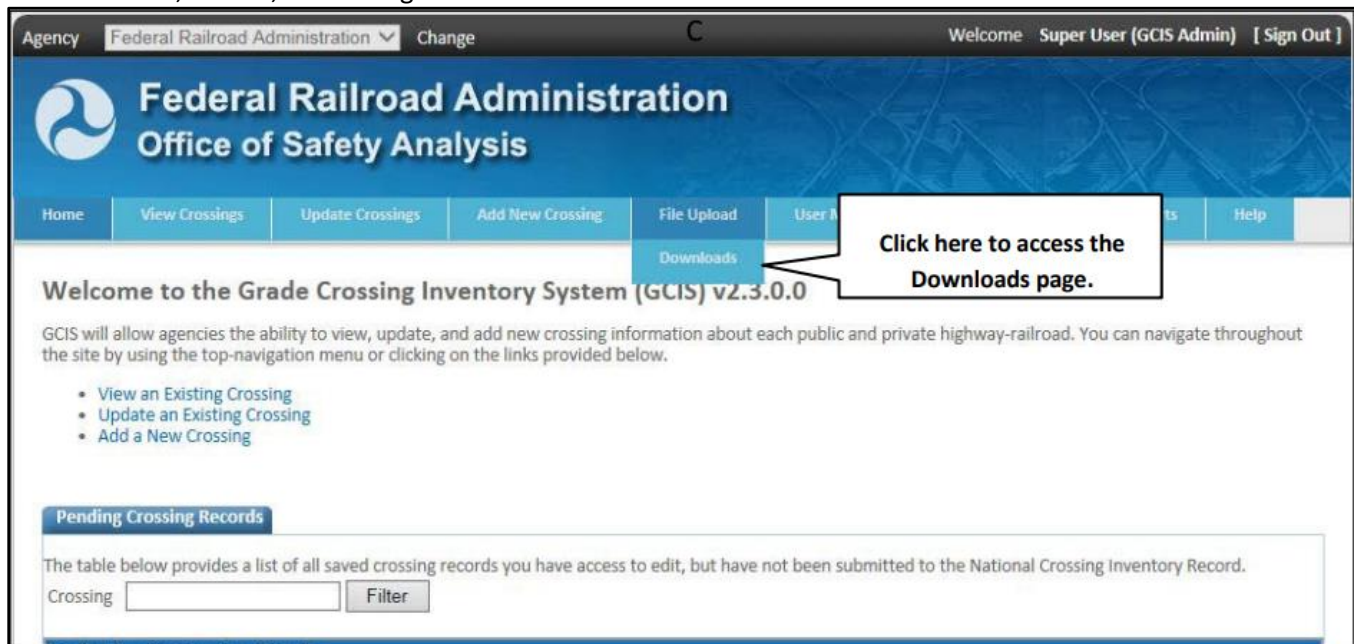 Agency Federal Railroad Administration Change C Welcome Super User (GCIS Admin) [ Sign Out ]
Federal Railroad Administration
Office of Safety Analysis
Home View Crossings Update Crossings Add New Crossing File Upload User Help
Downloads
Click here to access the
Downloads page.
Welcome to the Grade Crossing Inventory System (GCIS) v2.3.0.0
GCIS will allow agencies the ability to view, update, and add new crossing information about each public and private highway-railroad. You can navigate throughout
the site by using the top-navigation menu or clicking on the links provided below.
• View an Existing Crossing
• Update an Existing Crossing
• Add a New Crossing
Pending Crossing Records
The table below provides a list of all saved crossing records you have access to edit, but have not been submitted to the National Crossing Inventory Record.
Crossing Filter